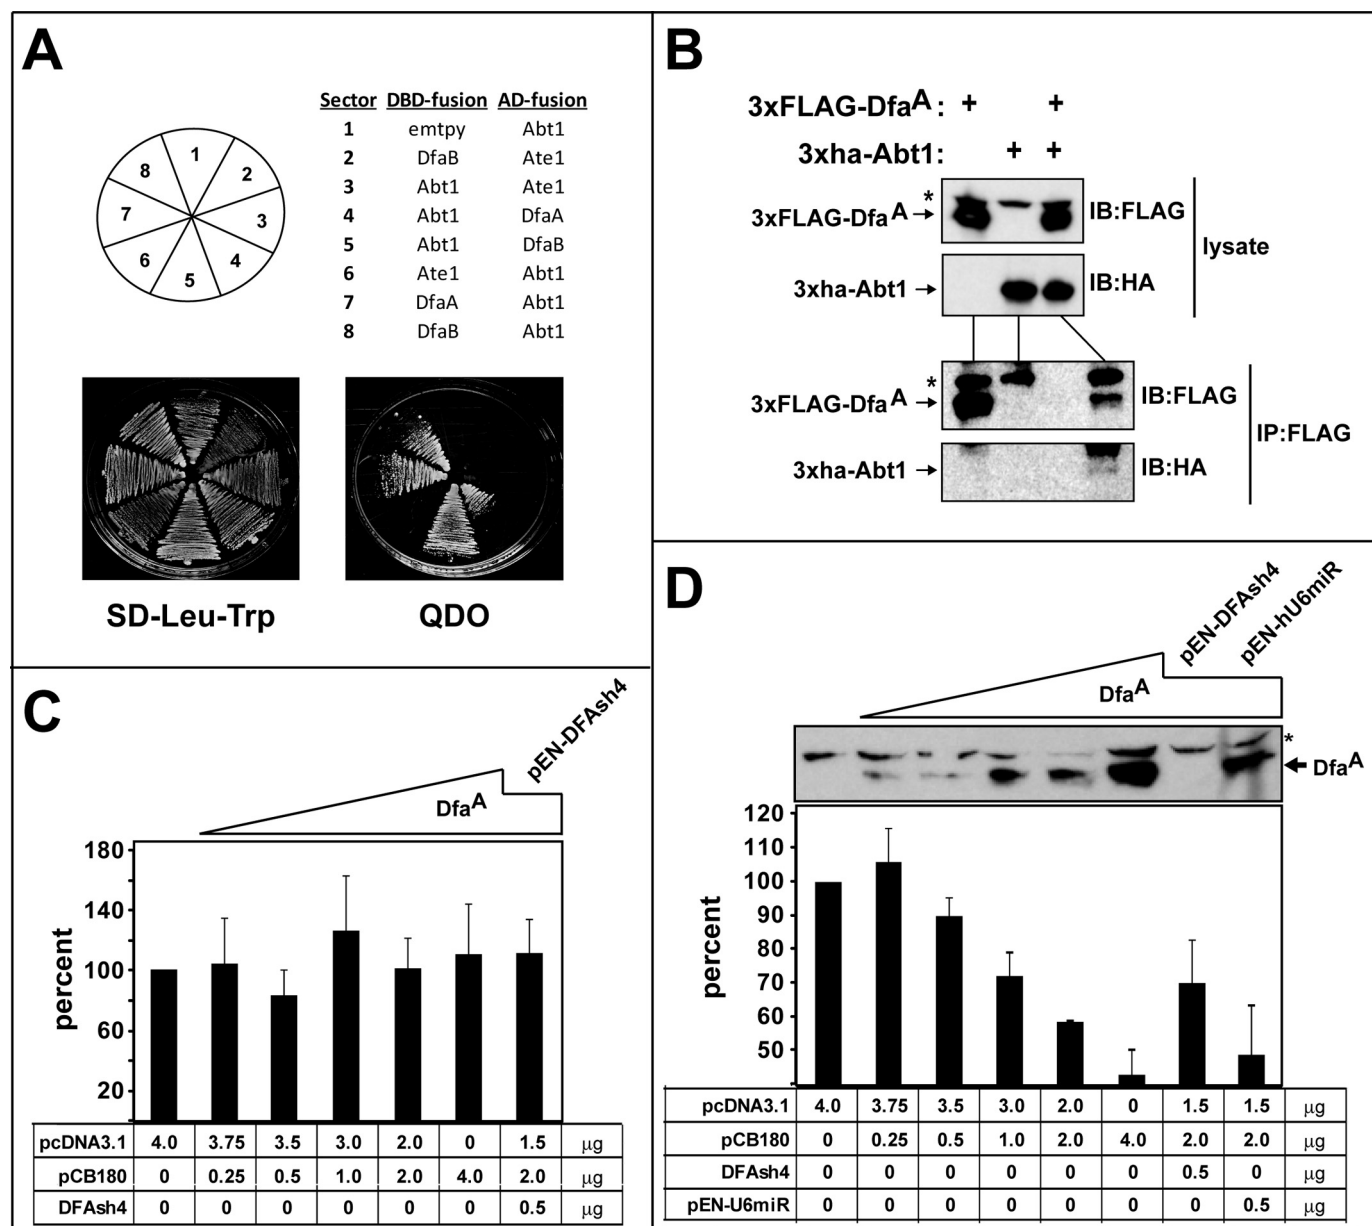 A
Sector DBD-fusion AD-fusion
1 emtpy Abt1
2 DfaB Ate1
3 Abt1 Ate1
4 Abt1 DfaA
5 Abt1 DfaB
6 Ate1 Abt1
7 DfaA Abt1
8 DfaB Abt1
1
2
3
4
5
6
7
8
SD-Leu-Trp
QDO
B
3xFLAG-DfaA: + +
3xha-Abt1: + +
*
3xFLAG-DfaA
IB:FLAG
3xha-Abt1
IB:HA
lysate
*
3xFLAG-DfaA
IB:FLAG
3xha-Abt1
IB:HA
IP:FLAG
C
pEN-DFAsh4
DfaA
percent
180
140
100
60
20
pcDNA3.1 4.0 3.75 3.5 3.0 2.0 0 1.5 µg
pCB180 0 0.25 0.5 1.0 2.0 4.0 2.0 µg
DFAsh4 0 0 0 0 0 0 0.5 µg
D
pEN-DFAsh4
pEN-hU6miR
DfaA
*
DfaA
percent
120
110
100
90
80
70
60
50
pcDNA3.1 4.0 3.75 3.5 3.0 2.0 0 1.5 1.5 µg
pCB180 0 0.25 0.5 1.0 2.0 4.0 2.0 2.0 µg
DFAsh4 0 0 0 0 0 0 0.5 0 µg
pEN-U6miR 0 0 0 0 0 0 0 0.5 µg